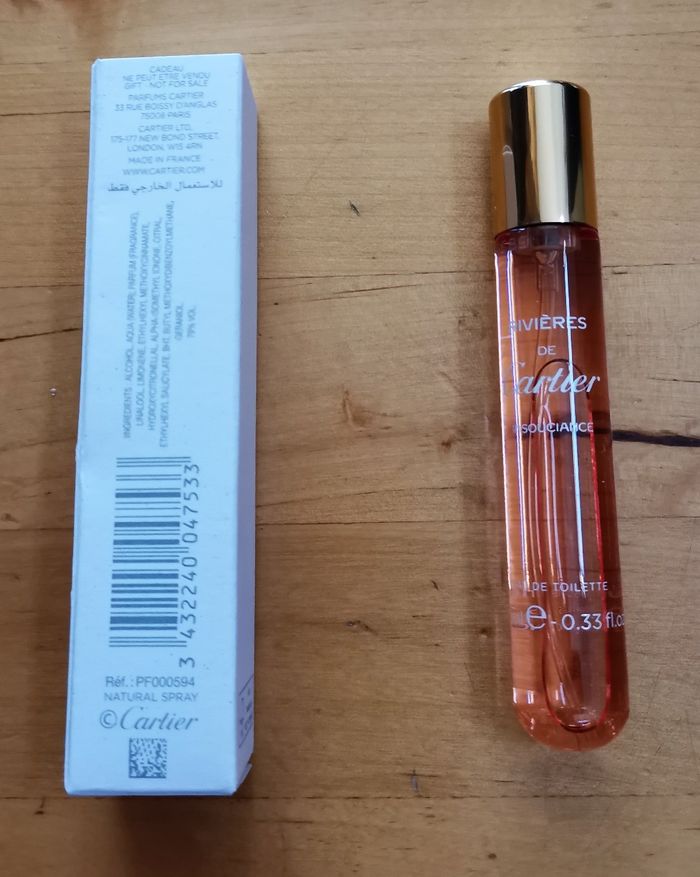 CADEAU
NE PEUT ETRE VENDU
GIFT - NOT FOR SALE
PARFUMS CARTIER
33 RUE BOISSY D'ANGLAS
75008 PARIS
CARTIER LTD,
175-177 NEW BOND STREET,
LONDON, W1S 4RN
MADE IN FRANCE
WWW.CARTIER.COM
للاستعمال الخارجي فقط
INGREDIENTS : ALCOHOL, AQUA (WATER), PARFUM (FRAGRANCE),
LINALOOL, LIMONENE, ETHYLHEXYL METHOXYCINNAMATE,
HYDROXYCITRONELLAL, ALPHA-ISOMETHYL IONONE, CITRAL,
ETHYLHEXYL SALICYLATE, BHT, BUTYL METHOXYDIBENZOYLMETHANE,
GERANIOL.
79% VOL.
3 432240 047533
Réf. : PF000594
NATURAL SPRAY
©Cartier
RIVIÈRES
DE
Cartier
SOUCIANCE
DE TOILETTE
e - 0.33 fl.oz